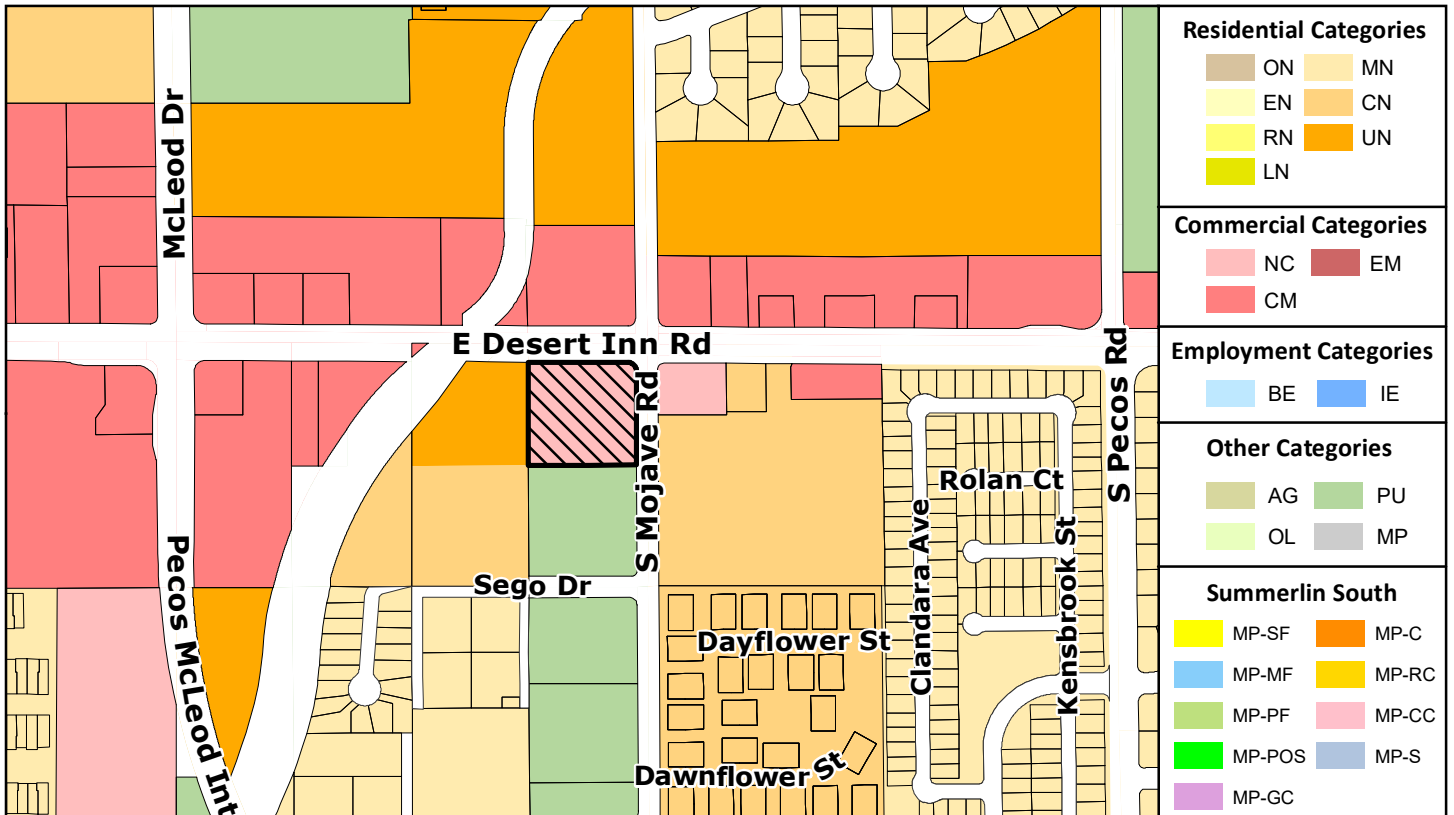 McLeod Dr
E Desert Inn Rd
S Mojave Rd
S Pecos Rd
Rolan Ct
Clandara Ave
Kensbrook St
Pecos McLeod Int
Sego Dr
Dayflower St
Dawnflower St
Residential Categories
ON MN
EN CN
RN UN
LN
Commercial Categories
NC EM
CM
Employment Categories
BE IE
Other Categories
AG PU
OL MP
Summerlin South
MP-SF MP-C
MP-MF MP-RC
MP-PF MP-CC
MP-POS MP-S
MP-GC